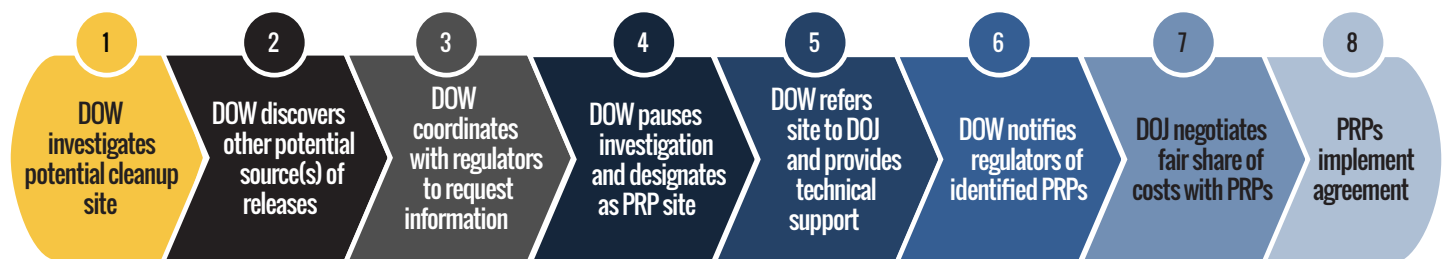 1
DOW
investigates
potential cleanup
site
2
DOW discovers
other potential
source(s) of
releases
3
DOW
coordinates
with regulators
to request
information
4
DOW pauses
investigation
and designates
as PRP site
5
DOW refers
site to DOJ
and provides
technical
support
6
DOW notifies
regulators of
identified PRPs
7
DOJ negotiates
fair share of
costs with PRPs
8
PRPs
implement
agreement